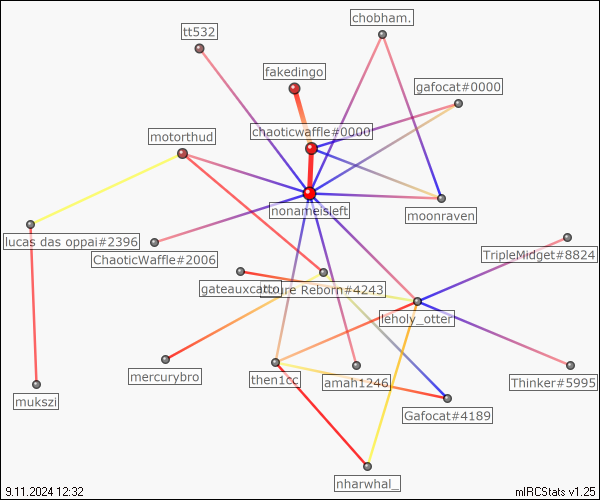 chobham.
tt532
fakedingo
gafocat#0000
chaoticwaffle#0000
motorthud
nonameisleft
moonraven
lucas das oppai#2396
ChaoticWaffle#2006
TripleMidget#8824
gateauxcatto
Reborn#4243
leholy_otter
mercurybro
then1cc
amah1246
Thinker#5995
mukszi
Gafocat#4189
nharwhal_
9.11.2024 12:32
mIRCStats v1.25